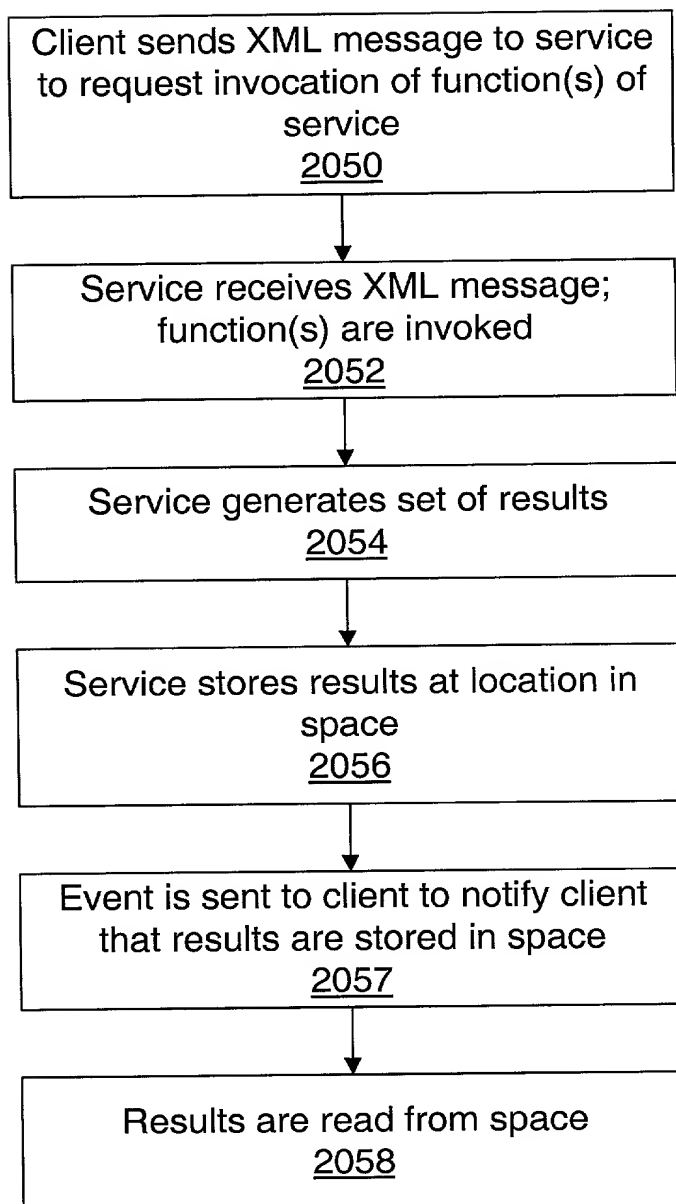 Client sends XML message to service
to request invocation of function(s) of
service
2050
Service receives XML message;
function(s) are invoked
2052
Service generates set of results
2054
Service stores results at location in
space
2056
Event is sent to client to notify client
that results are stored in space
2057
Results are read from space
2058